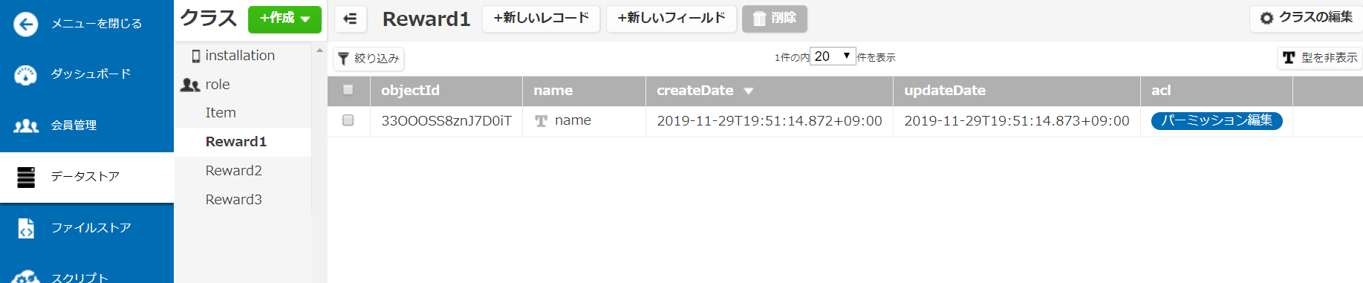 メニューを閉じる
ダッシュボード
会員管理
データストア
ファイルストア
スクリプト
クラス +作成
installation
role
Item
Reward1
Reward2
Reward3
Reward1 +新しいレコード +新しいフィールド 削除 クラスの編集
絞り込み 1件の内 20 件を表示 T 型を非表示
objectId name createDate updateDate acl
33OOOSS8znJ7D0iT T name 2019-11-29T19:51:14.872+09:00 2019-11-29T19:51:14.873+09:00 パーミッション編集